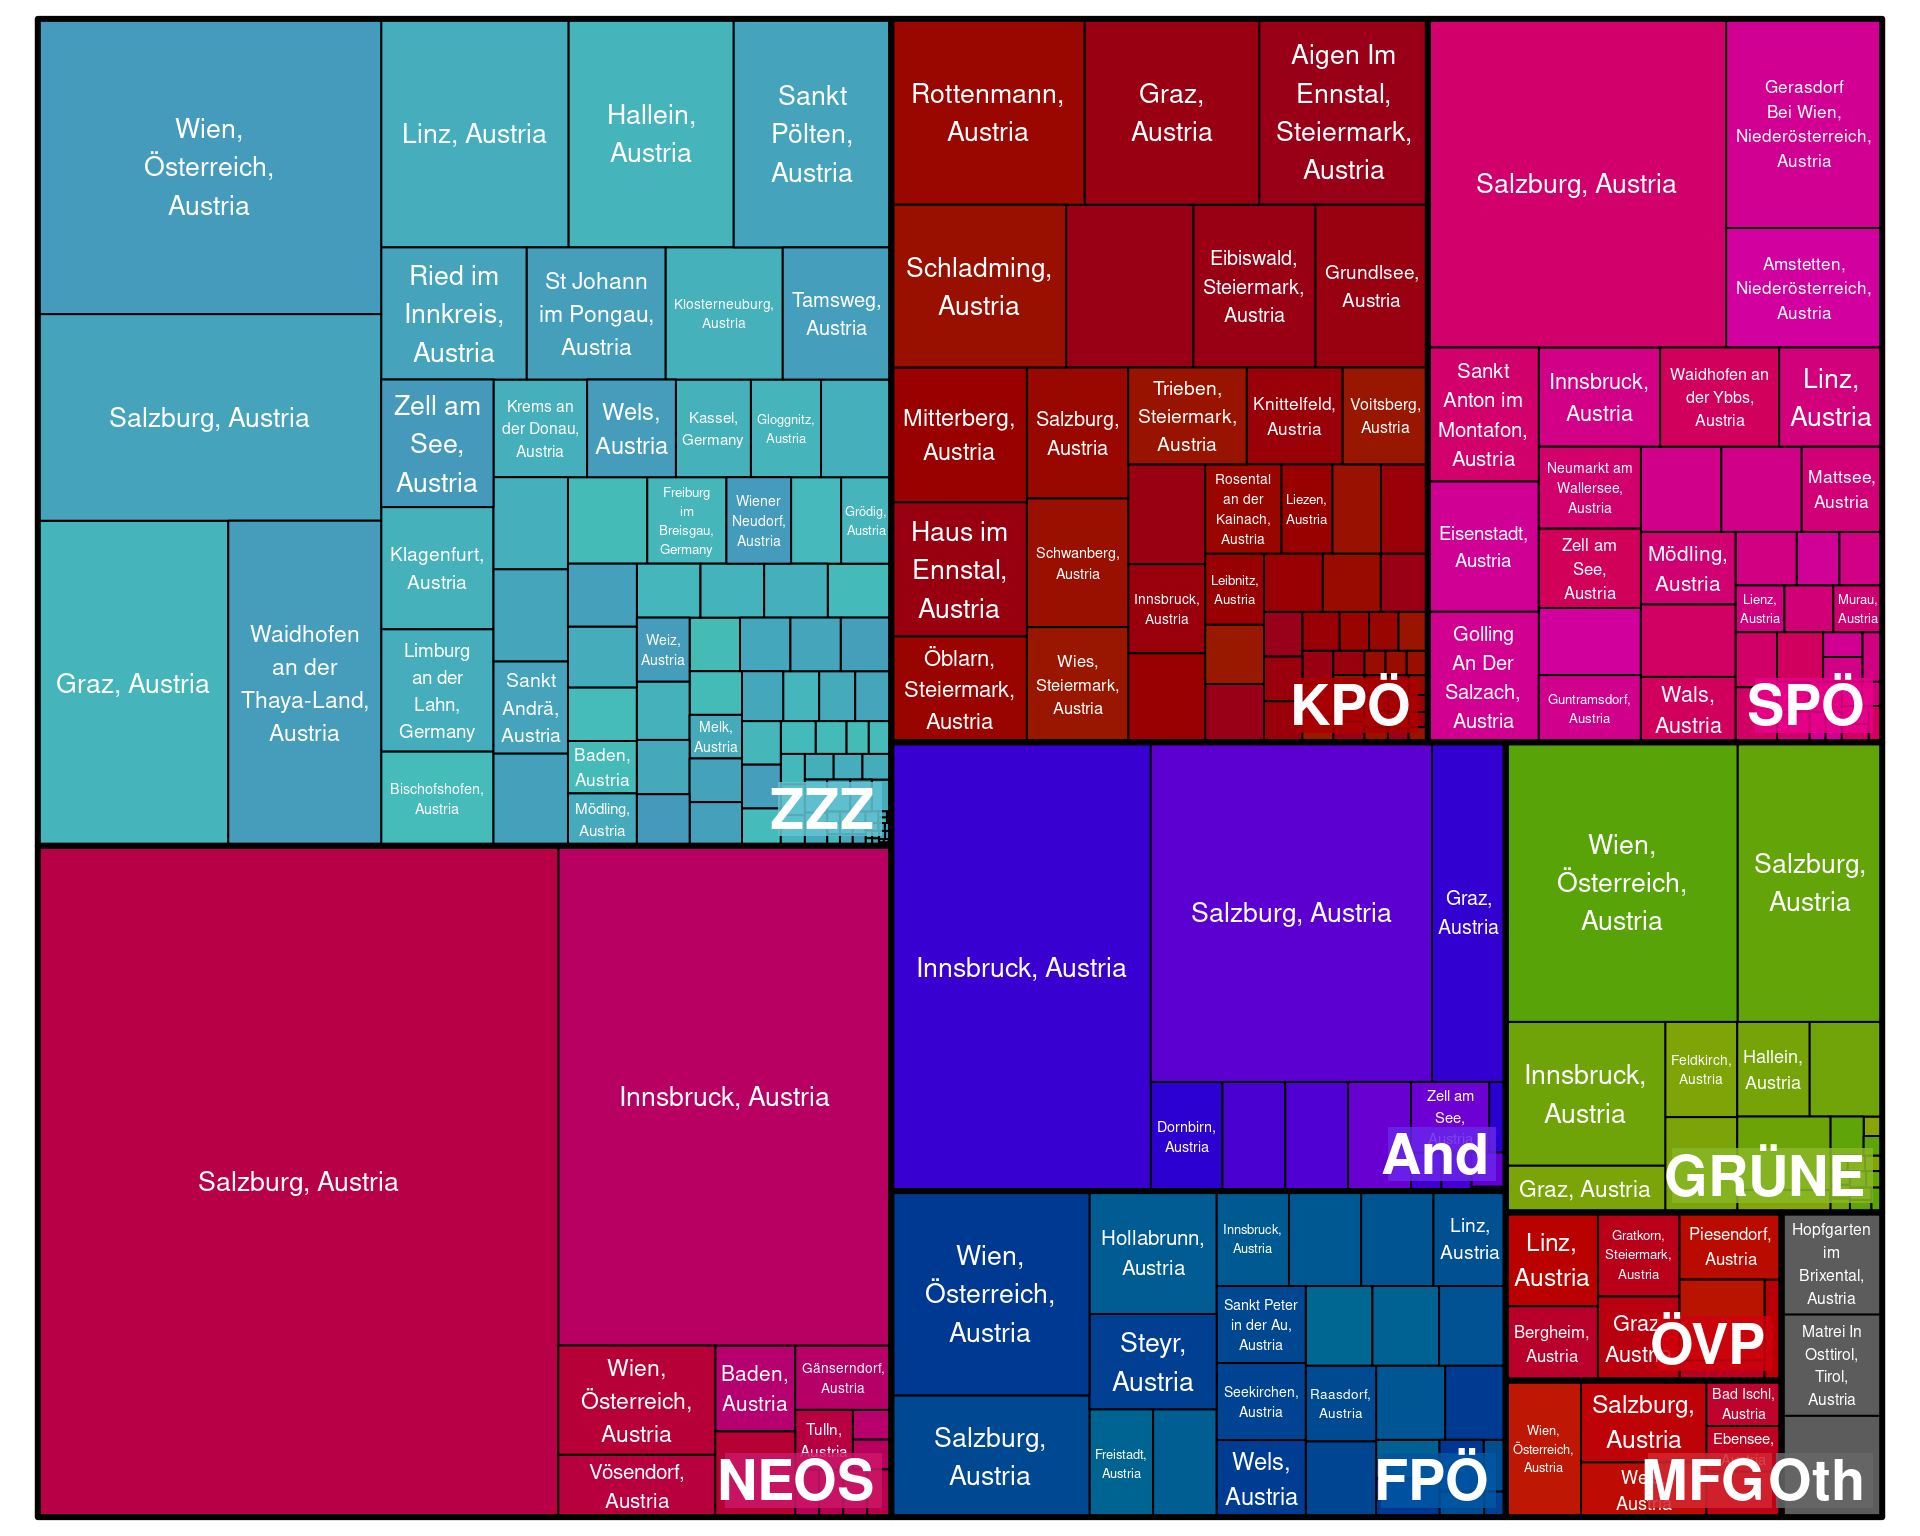 Wien,
Österreich,
Austria
Linz, Austria
Hallein,
Austria
Sankt
Pölten,
Austria
Salzburg, Austria
Graz, Austria
Waidhofen
an der
Thaya-Land,
Austria
Ried im
Innkreis,
Austria
St Johann
im Pongau,
Austria
Klosterneuburg,
Austria
Tamsweg,
Austria
Zell am
See,
Austria
Krems an
der Donau,
Austria
Wels,
Austria
Kassel,
Germany
Gloggnitz,
Austria
Freiburg
im
Breisgau,
Germany
Wiener
Neudorf,
Austria
Grödig,
Austria
Klagenfurt,
Austria
Limburg
an der
Lahn,
Germany
Bischofshofen,
Austria
Sankt
Andrä,
Austria
Weiz,
Austria
Melk,
Austria
Baden,
Austria
Mödling,
Austria
ZZZ
Rottenmann,
Austria
Graz,
Austria
Aigen Im
Ennstal,
Steiermark,
Austria
Schladming,
Austria
Eibiswald,
Steiermark,
Austria
Grundlsee,
Austria
Mitterberg,
Austria
Salzburg,
Austria
Trieben,
Steiermark,
Austria
Knittelfeld,
Austria
Voitsberg,
Austria
Haus im
Ennstal,
Austria
Schwanberg,
Austria
Rosental
an der
Kainach,
Austria
Liezen,
Austria
Innsbruck,
Austria
Leibnitz,
Austria
Öblarn,
Steiermark,
Austria
Wies,
Steiermark,
Austria
KPÖ
Salzburg, Austria
Gerasdorf
Bei Wien,
Niederösterreich,
Austria
Amstetten,
Niederösterreich,
Austria
Sankt
Anton im
Montafon,
Austria
Innsbruck,
Austria
Waidhofen an
der Ybbs,
Austria
Linz,
Austria
Eisenstadt,
Austria
Neumarkt am
Wallersee,
Austria
Mattsee,
Austria
Zell am
See,
Austria
Mödling,
Austria
Lienz,
Austria
Murau,
Austria
Golling
An Der
Salzach,
Austria
Guntramsdorf,
Austria
Wals,
Austria
SPÖ
Salzburg, Austria
Innsbruck, Austria
Wien,
Österreich,
Austria
Baden,
Austria
Gänserndorf,
Austria
Tulln,
Austria
Vösendorf,
Austria
NEOS
Innsbruck, Austria
Salzburg, Austria
Graz,
Austria
Dornbirn,
Austria
Zell am
See,
Austria
And
Wien,
Österreich,
Austria
Salzburg,
Austria
Innsbruck,
Austria
Feldkirch,
Austria
Hallein,
Austria
Graz, Austria
GRÜNE
Wien,
Österreich,
Austria
Hollabrunn,
Austria
Innsbruck,
Austria
Linz,
Austria
Steyr,
Austria
Sankt Peter
in der Au,
Austria
Salzburg,
Austria
Seekirchen,
Austria
Raasdorf,
Austria
Freistadt,
Austria
Wels,
Austria
FPÖ
Linz,
Austria
Gratkorn,
Steiermark,
Austria
Piesendorf,
Austria
Bergheim,
Austria
Graz,
Austria
ÖVP
Wien,
Österreich,
Austria
Salzburg,
Austria
Bad Ischl,
Austria
Ebensee,
Austria
MFG
Hopfgarten
im
Brixental,
Austria
Matrei In
Osttirol,
Tirol,
Austria
Oth